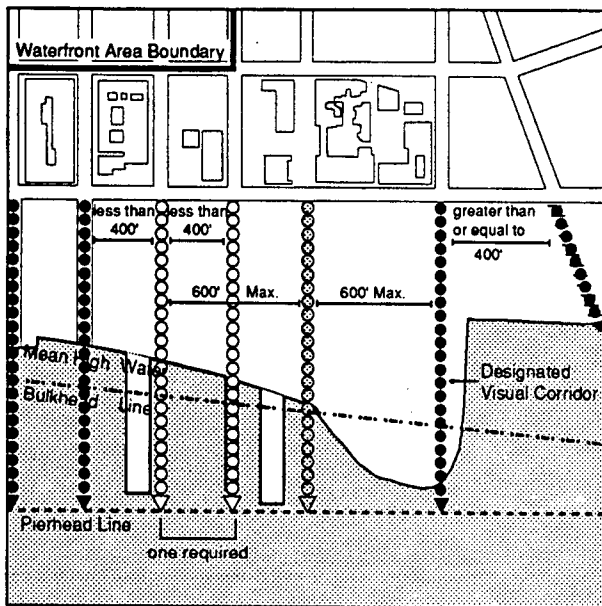 Waterfront Area Boundary
less than
400'
less than
400'
greater than
or equal to
400'
600' Max.
600' Max.
Mean High Water
Bulkhead Line
Designated
Visual Corridor
Pierhead Line
one required